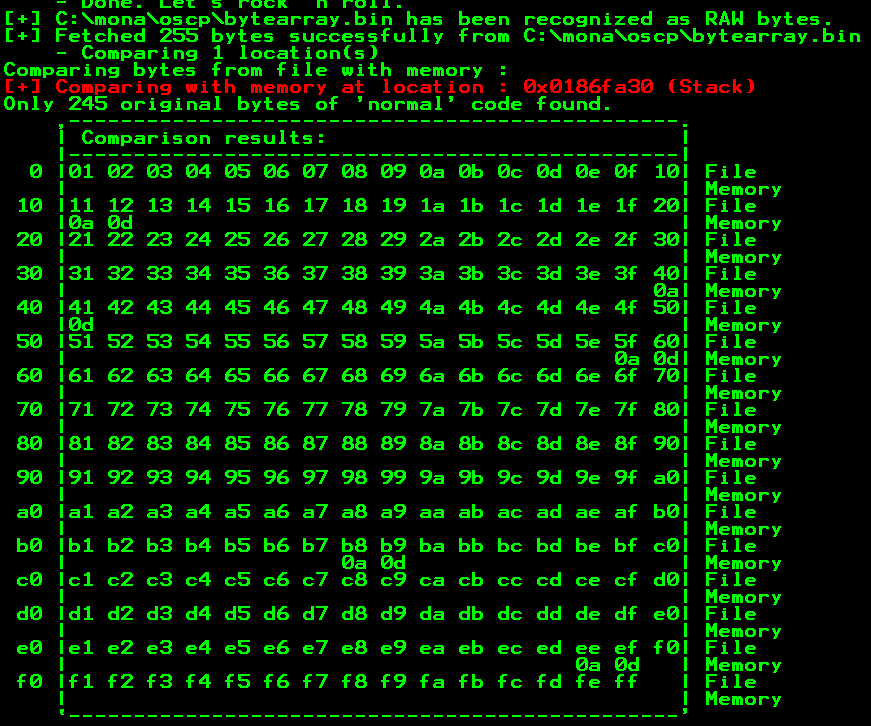 - Done. Let's rock 'n roll.
[+] C:\mona\oscp\bytearray.bin has been recognized as RAW bytes.
[+] Fetched 255 bytes successfully from C:\mona\oscp\bytearray.bin
- Comparing 1 location(s)
Comparing bytes from file with memory :
[+] Comparing with memory at location : 0x0186fa30 (Stack)
Only 245 original bytes of 'normal' code found.
,-----------------------------------------------.
| Comparison results:                           |
|-----------------------------------------------|
0 |01 02 03 04 05 06 07 08 09 0a 0b 0c 0d 0e 0f 10| File
|                                               | Memory
10 |11 12 13 14 15 16 17 18 19 1a 1b 1c 1d 1e 1f 20| File
|0a 0d                                          | Memory
20 |21 22 23 24 25 26 27 28 29 2a 2b 2c 2d 2e 2f 30| File
|                                               | Memory
30 |31 32 33 34 35 36 37 38 39 3a 3b 3c 3d 3e 3f 40| File
|                                             0a| Memory
40 |41 42 43 44 45 46 47 48 49 4a 4b 4c 4d 4e 4f 50| File
|0d                                             | Memory
50 |51 52 53 54 55 56 57 58 59 5a 5b 5c 5d 5e 5f 60| File
|                                          0a 0d| Memory
60 |61 62 63 64 65 66 67 68 69 6a 6b 6c 6d 6e 6f 70| File
|                                               | Memory
70 |71 72 73 74 75 76 77 78 79 7a 7b 7c 7d 7e 7f 80| File
|                                               | Memory
80 |81 82 83 84 85 86 87 88 89 8a 8b 8c 8d 8e 8f 90| File
|                                               | Memory
90 |91 92 93 94 95 96 97 98 99 9a 9b 9c 9d 9e 9f a0| File
|                                               | Memory
a0 |a1 a2 a3 a4 a5 a6 a7 a8 a9 aa ab ac ad ae af b0| File
|                                               | Memory
b0 |b1 b2 b3 b4 b5 b6 b7 b8 b9 ba bb bc bd be bf c0| File
|                     0a 0d                     | Memory
c0 |c1 c2 c3 c4 c5 c6 c7 c8 c9 ca cb cc cd ce cf d0| File
|                                               | Memory
d0 |d1 d2 d3 d4 d5 d6 d7 d8 d9 da db dc dd de df e0| File
|                                               | Memory
e0 |e1 e2 e3 e4 e5 e6 e7 e8 e9 ea eb ec ed ee ef f0| File
|                                       0a 0d   | Memory
f0 |f1 f2 f3 f4 f5 f6 f7 f8 f9 fa fb fc fd fe ff   | File
|                                               | Memory
`-----------------------------------------------'